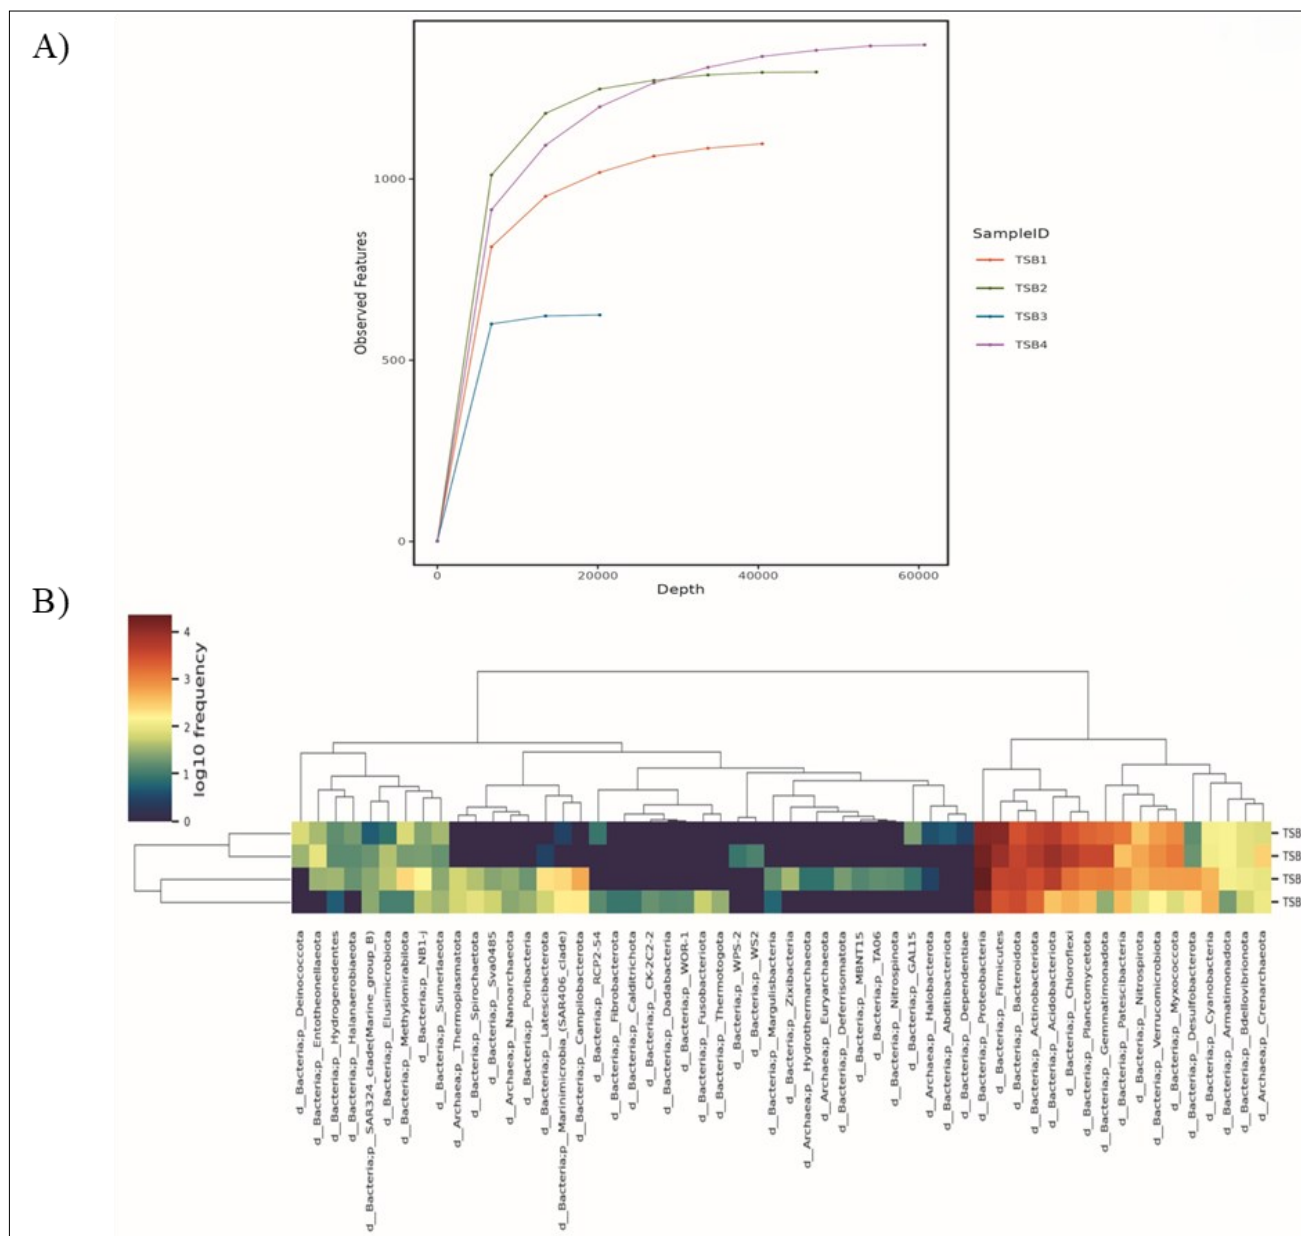 A)
1000
500
0
Observed Features
0
20000
40000
60000
Depth
SampleID
TSB1
TSB2
TSB3
TSB4
B)
4
3
2
1
0
log10 frequency
TSB
TSB
TSB
TSB
d__Bacteria;p__Deinococcota
d__Bacteria;p__Entotheonellaeota
d__Bacteria;p__Hydrogenedentes
d__Bacteria;p__Halanaerobiaeota
d__Bacteria;p__SAR324_clade(Marine_group_B)
d__Bacteria;p__Elusimicrobiota
d__Bacteria;p__Methylomirabilota
d__Bacteria;p__NB1-j
d__Bacteria;p__Sumerlaeota
d__Archaea;p__Thermoplasmatota
d__Bacteria;p__Spirochaetota
d__Bacteria;p__Sva0485
d__Archaea;p__Nanoarchaeota
d__Bacteria;p__Poribacteria
d__Bacteria;p__Latescibacterota
d__Bacteria;p__Marinimicrobia_(SAR406_clade)
d__Bacteria;p__Campilobacterota
d__Bacteria;p__RCP2-54
d__Bacteria;p__Fibrobacterota
d__Bacteria;p__Calditrichota
d__Bacteria;p__CK-2C2-2
d__Bacteria;p__Dadabacteria
d__Bacteria;p__WOR-1
d__Bacteria;p__Fusobacteriota
d__Bacteria;p__Thermotogota
d__Bacteria;p__WPS-2
d__Bacteria;p__WS2
d__Bacteria;p__Margulisbacteria
d__Bacteria;p__Zixibacteria
d__Archaea;p__Hydrothermarchaeota
d__Archaea;p__Euryarchaeota
d__Bacteria;p__Deferrisomatota
d__Bacteria;p__MBNT15
d__Bacteria;p__TA06
d__Bacteria;p__Nitrospinota
d__Bacteria;p__GAL15
d__Archaea;p__Halobacterota
d__Bacteria;p__Abditibacteriota
d__Bacteria;p__Dependentiae
d__Bacteria;p__Proteobacteria
d__Bacteria;p__Firmicutes
d__Bacteria;p__Bacteroidota
d__Bacteria;p__Actinobacteriota
d__Bacteria;p__Acidobacteriota
d__Bacteria;p__Chloroflexi
d__Bacteria;p__Planctomycetota
d__Bacteria;p__Gemmatimonadota
d__Bacteria;p__Patescibacteria
d__Bacteria;p__Nitrospirota
d__Bacteria;p__Verrucomicrobiota
d__Bacteria;p__Myxococcota
d__Bacteria;p__Desulfobacterota
d__Bacteria;p__Cyanobacteria
d__Bacteria;p__Armatimonadota
d__Bacteria;p__Bdellovibrionota
d__Archaea;p__Crenarchaeota